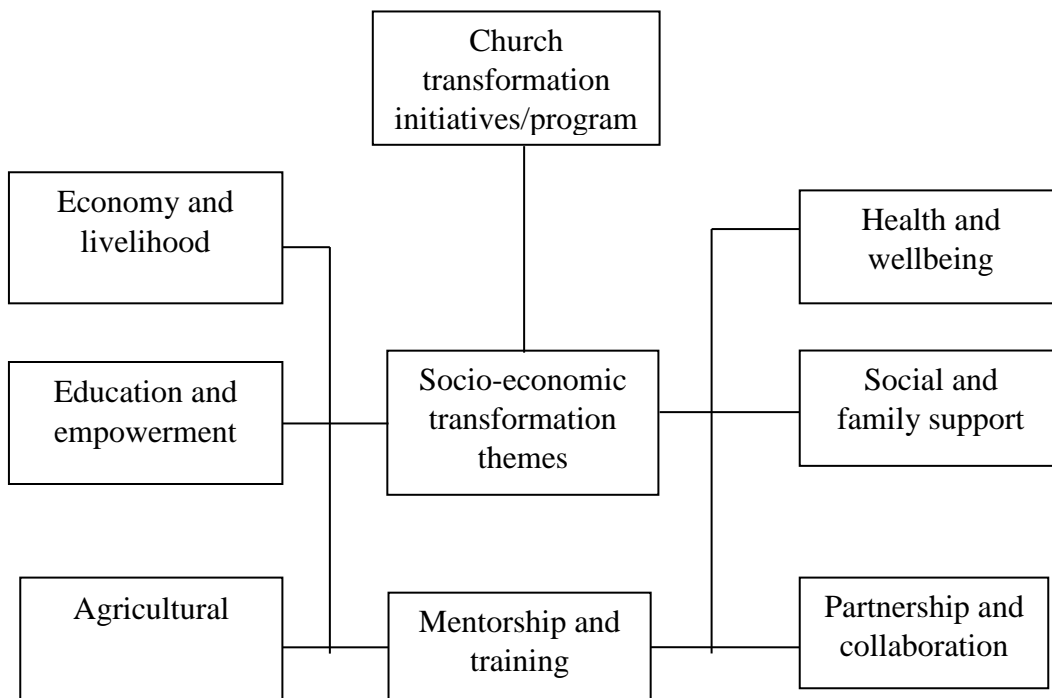 Church
transformation
initiatives/program
Economy and
livelihood
Health and
wellbeing
Education and
empowerment
Socio-economic
transformation
themes
Social and
family support
Agricultural
Mentorship and
training
Partnership and
collaboration